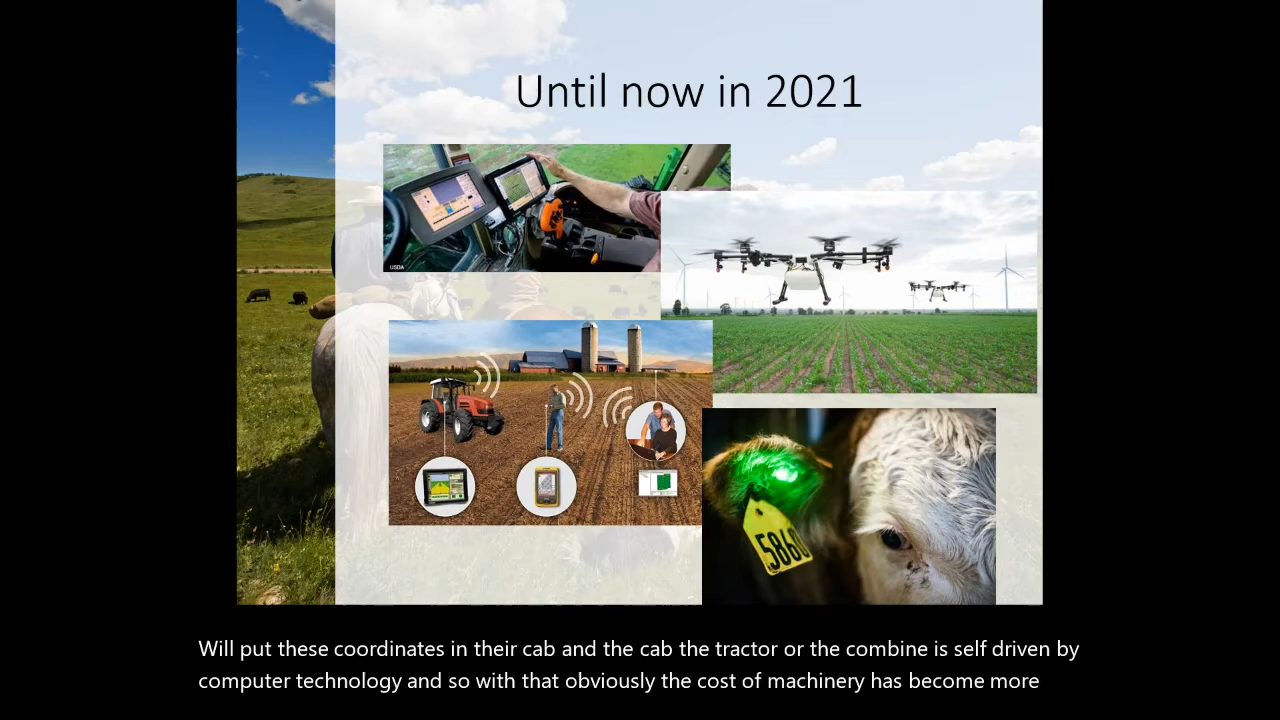 Until now in 2021
USDA
5860
Will put these coordinates in their cab and the cab the tractor or the combine is self driven by
computer technology and so with that obviously the cost of machinery has become more